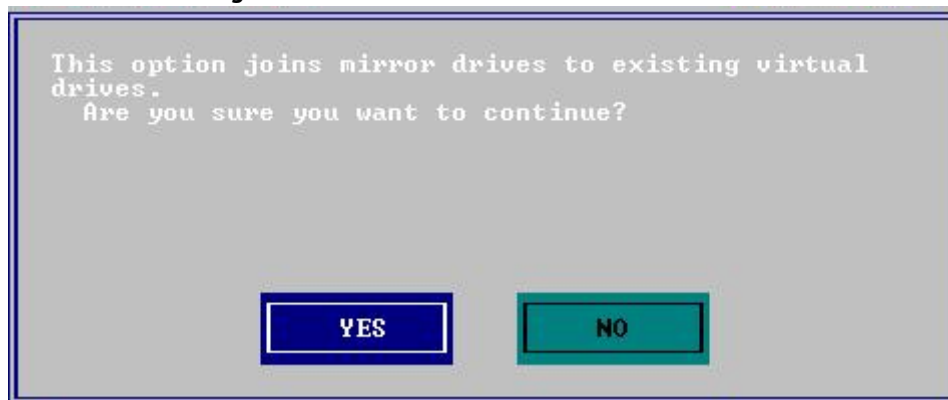 This option joins mirror drives to existing virtual
drives.
Are you sure you want to continue?
YES
NO